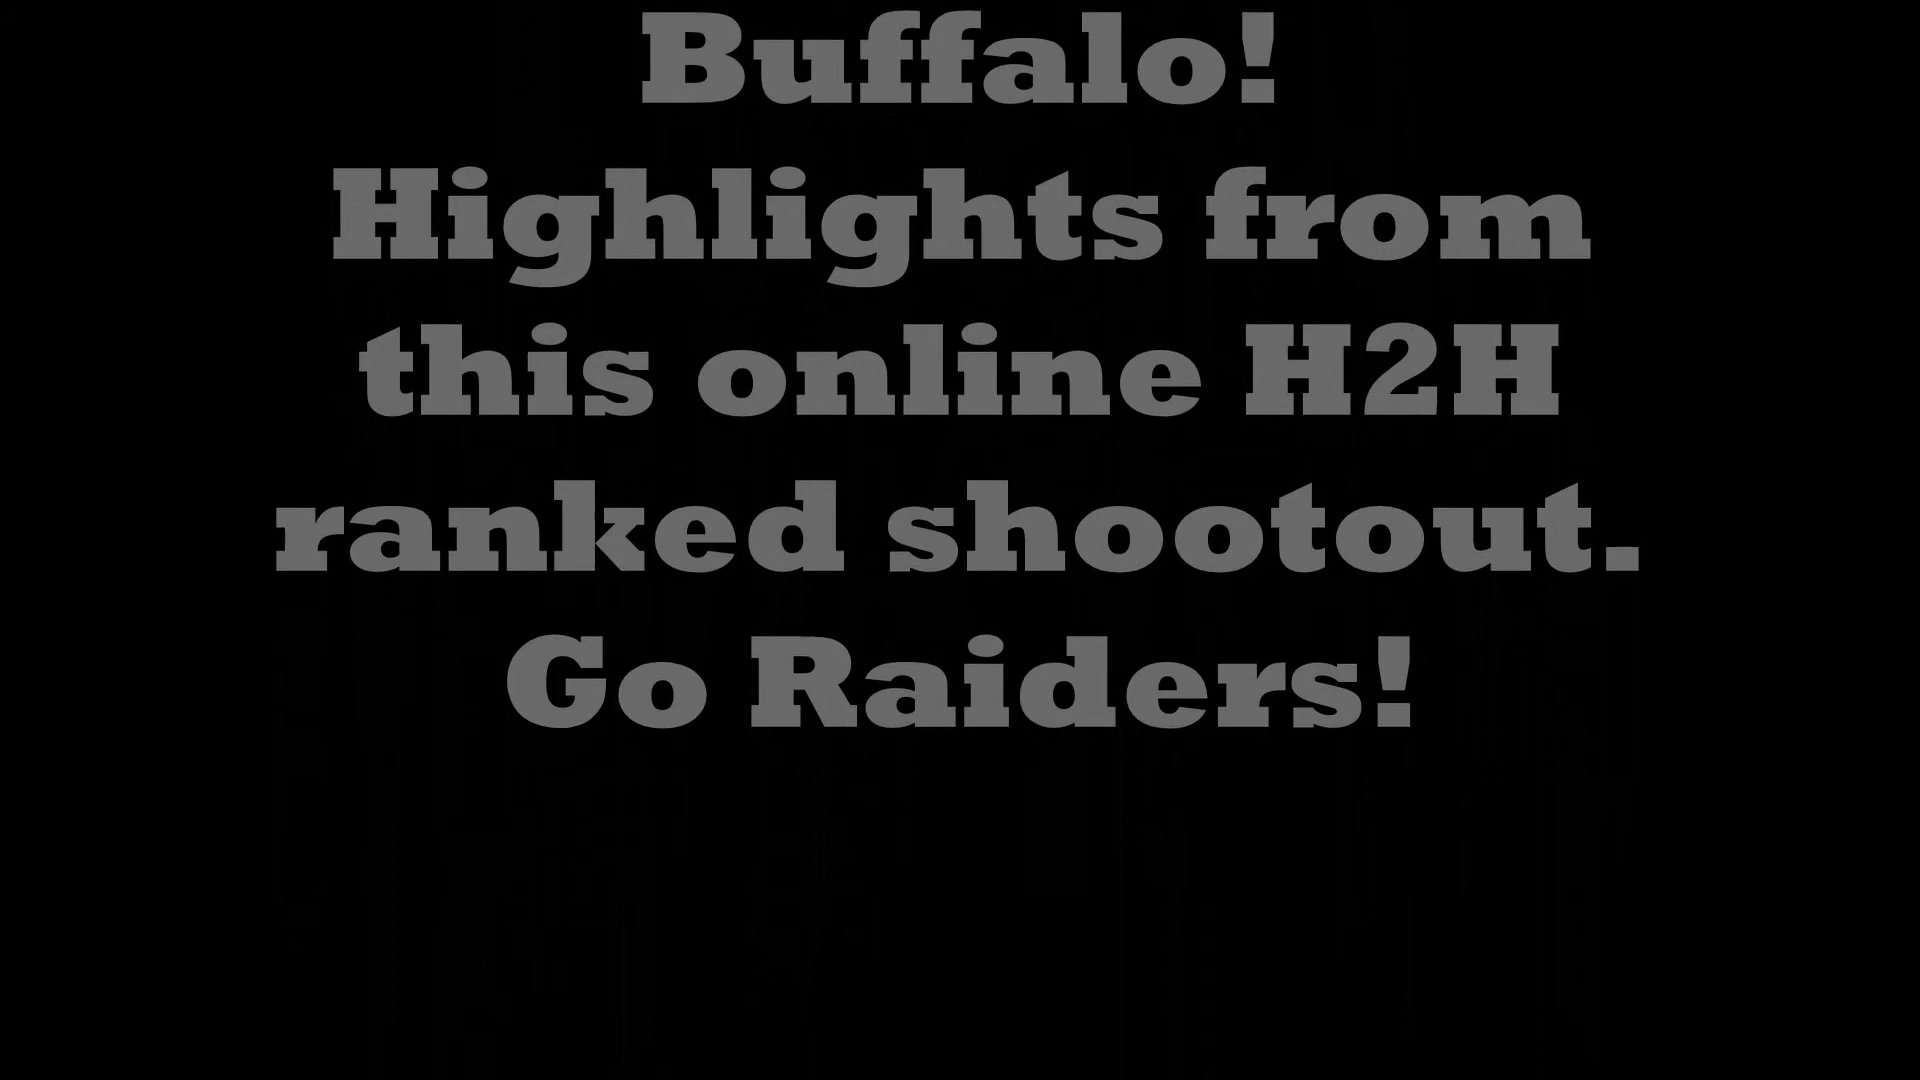 Buffalo!
Highlights from
this online H2H
ranked shootout.
Go Raiders!